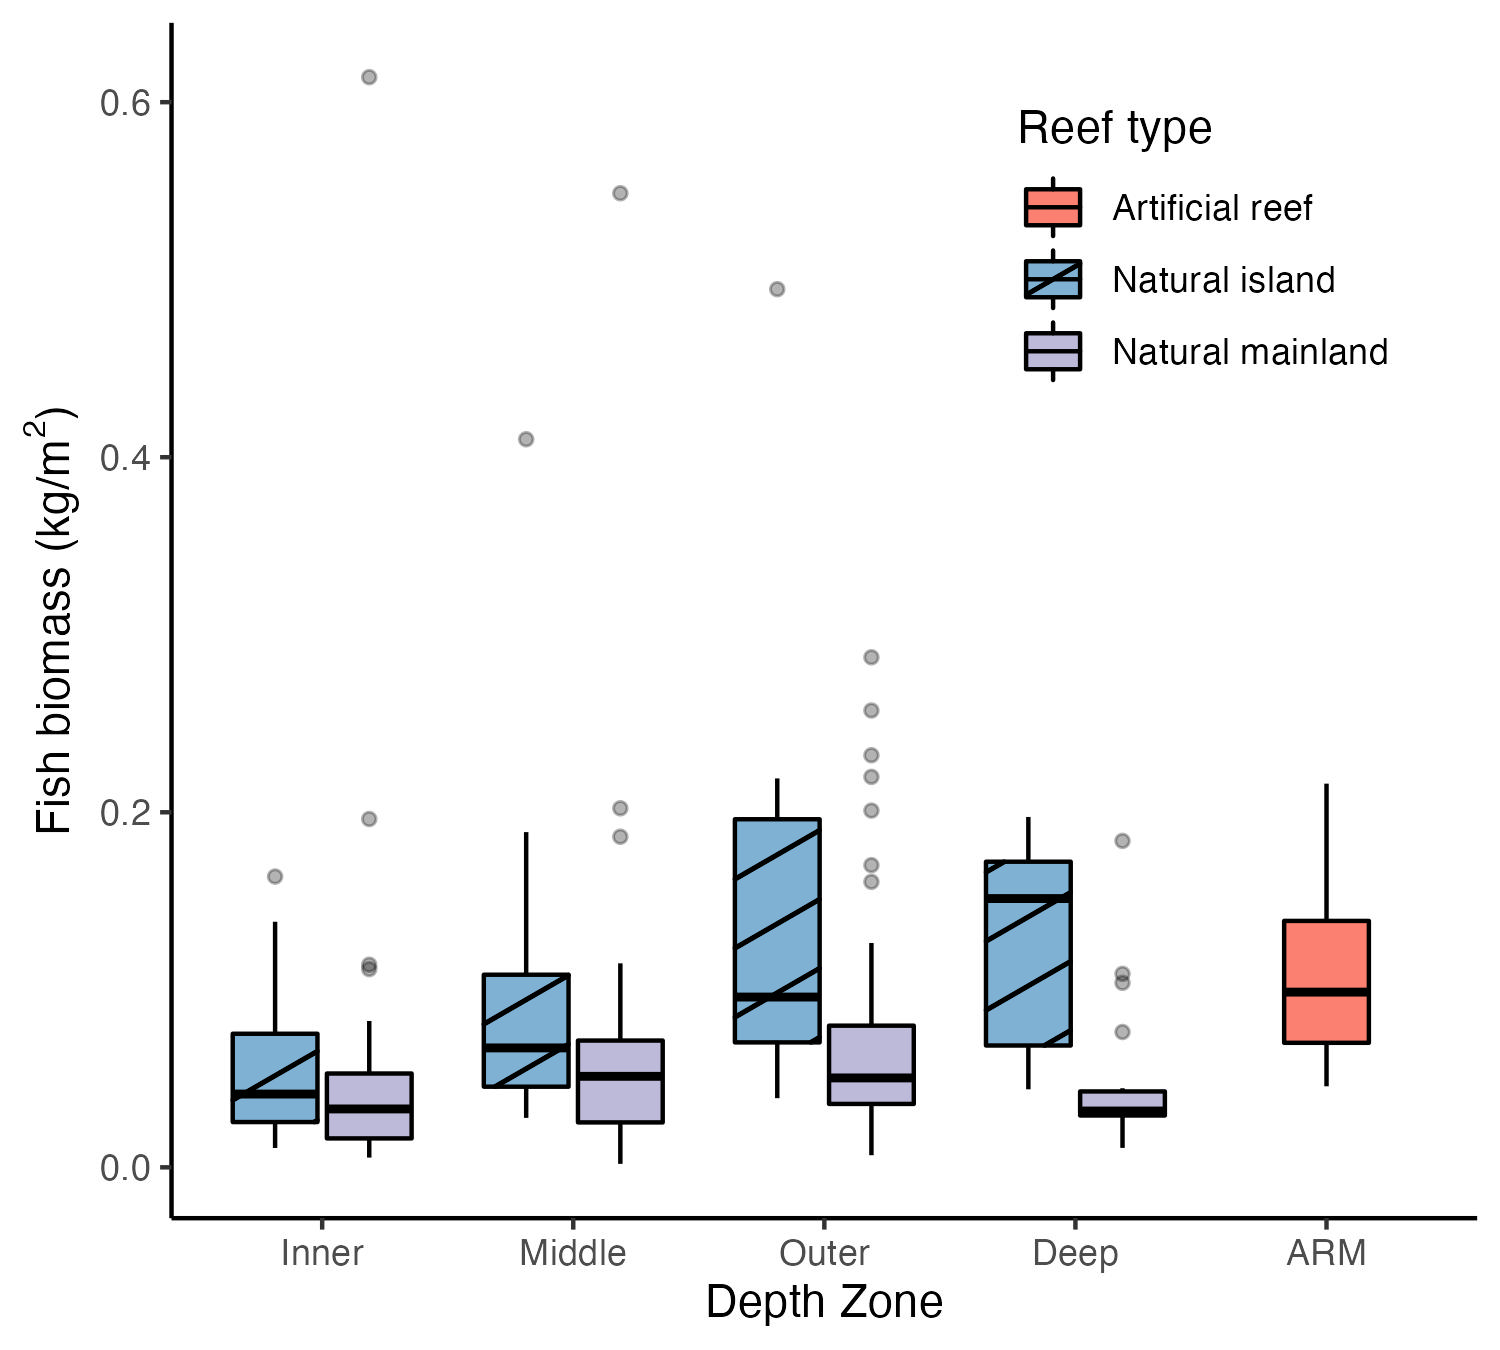 Fish biomass (kg/m²)
0.6
0.4
0.2
0.0
Reef type
Artificial reef
Natural island
Natural mainland
Inner Middle Outer Deep ARM
Depth Zone